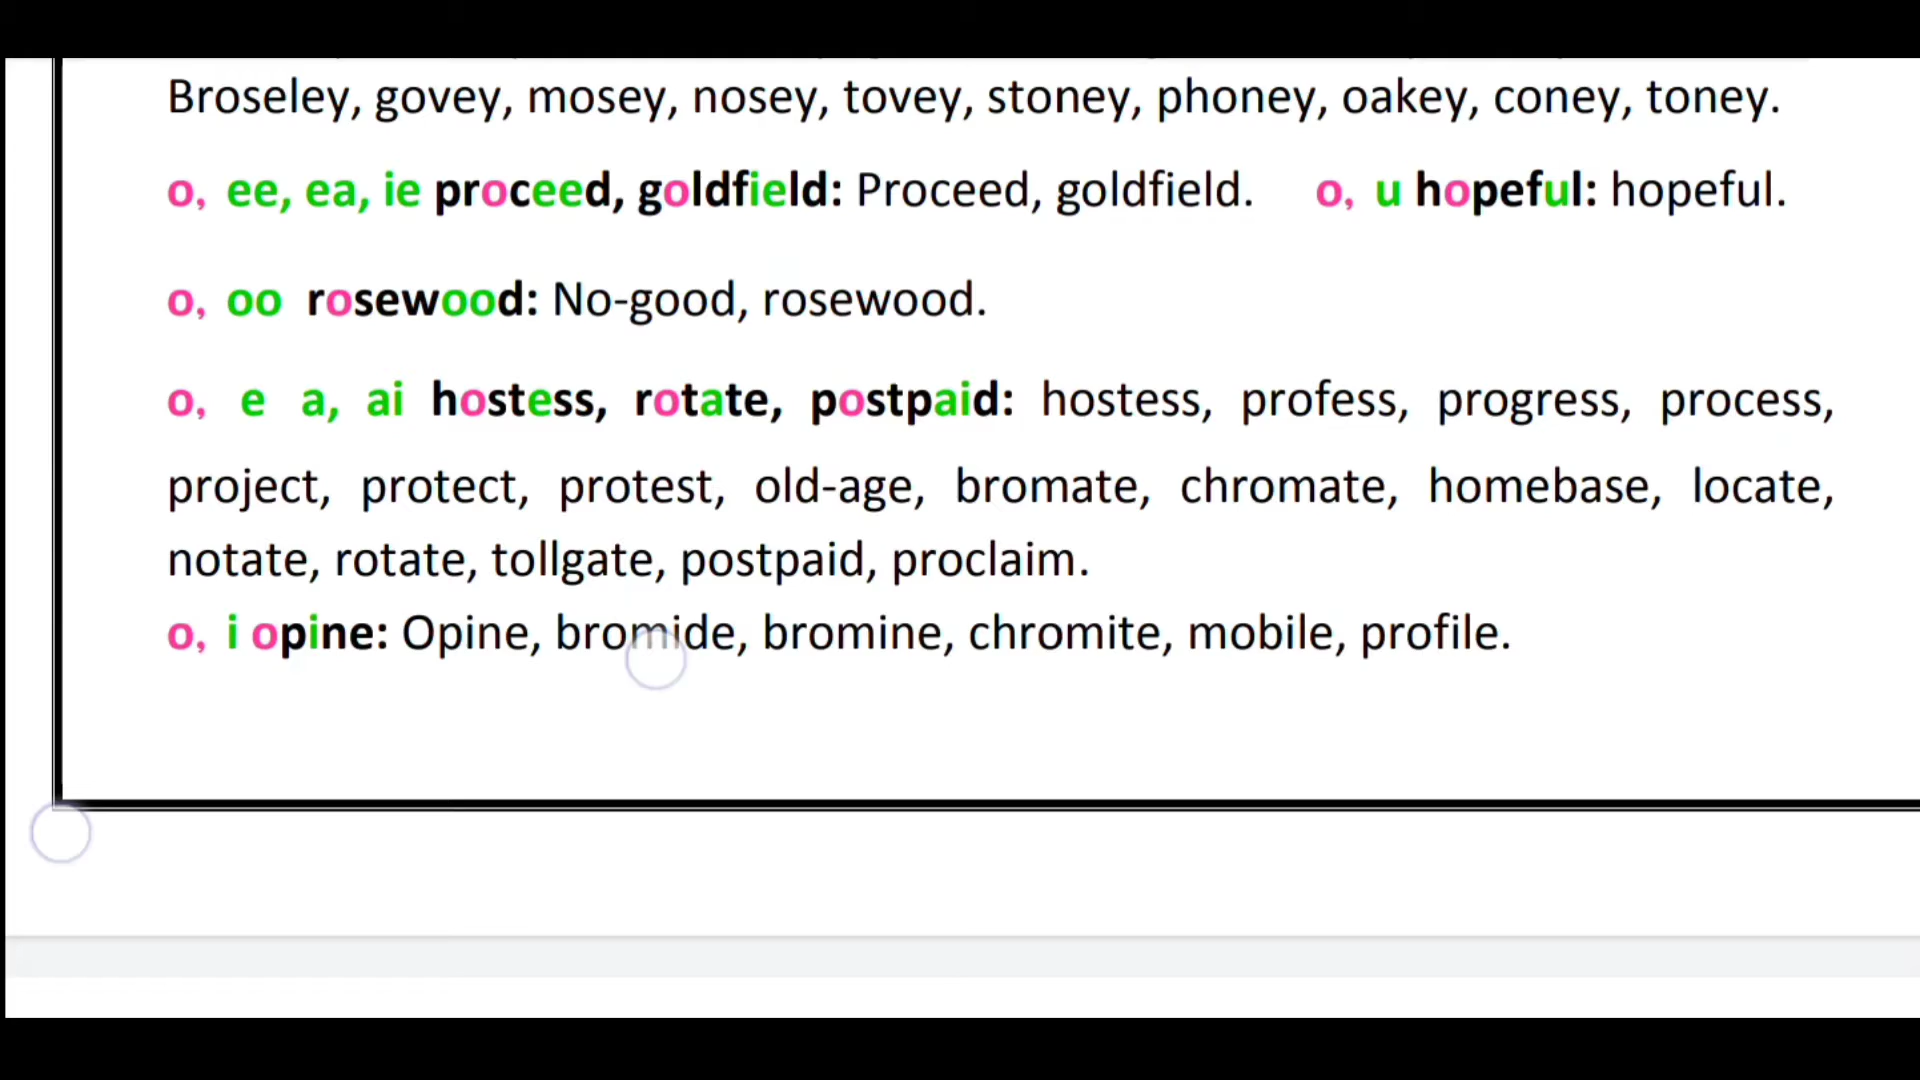 Broseley, govey, mosey, nosey, tovey, stoney, phoney, oakey, coney, toney.
o, ee, ea, ie proceed, goldfield: Proceed, goldfield. o, u hopeful: hopeful.
o, oo rosewood: No-good, rosewood.
o, e a, ai hostess, rotate, postpaid: hostess, profess, progress, process,
project, protect, protest, old-age, bromate, chromate, homebase, locate,
notate, rotate, tollgate, postpaid, proclaim.
o, i opine: Opine, bromide, bromine, chromite, mobile, profile.